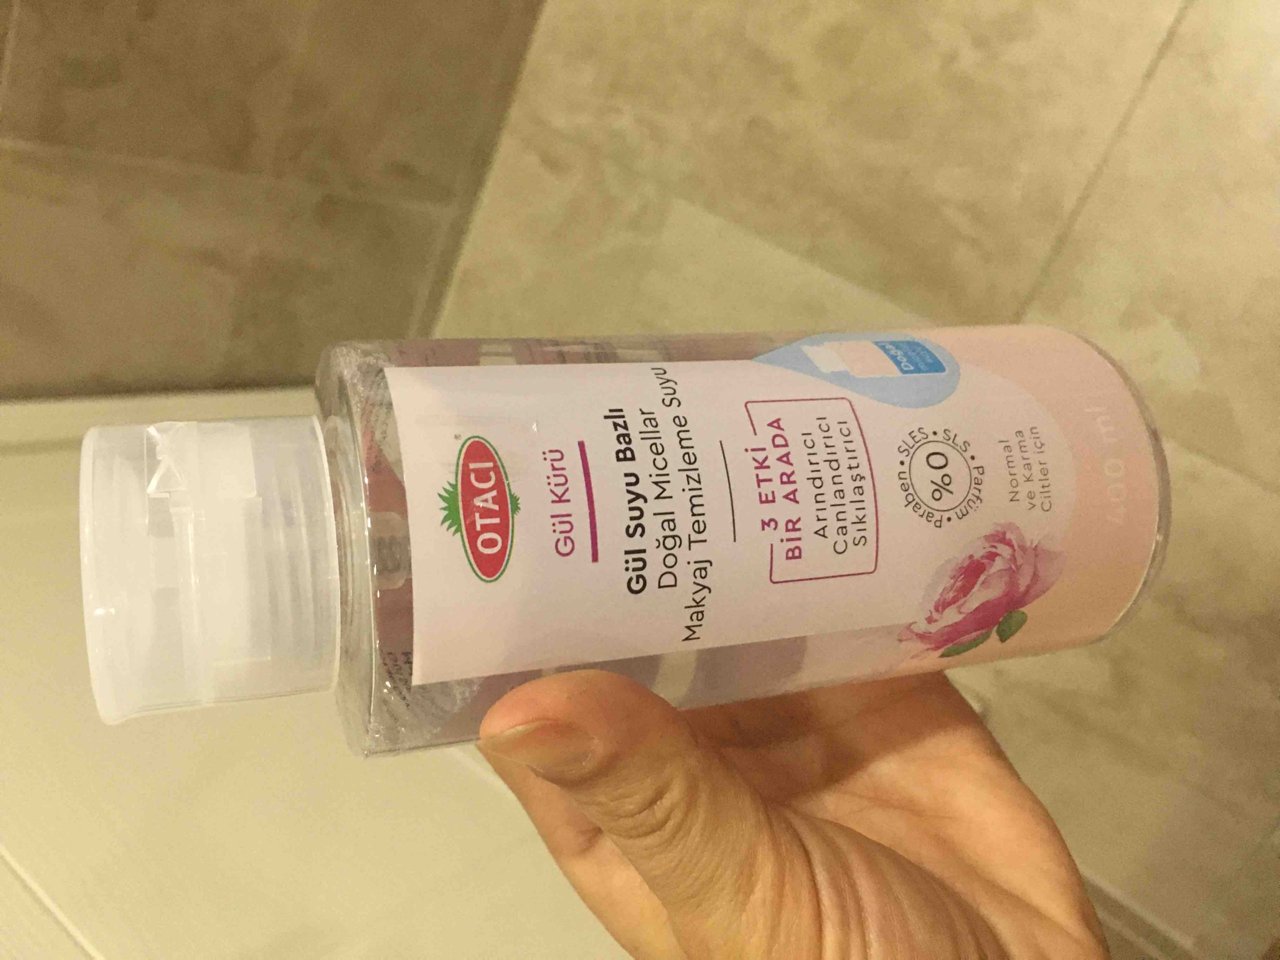 OTACI
®
Gül Kürü
Gül Suyu Bazlı
Doğal Micellar
Makyaj Temizleme Suyu
3 ETKİ
BİR ARADA
Arındırıcı
Canlandırıcı
Sıkılaştırıcı
Doğal
%0
Paraben • SLES • SLS • Parfüm •
Normal
ve Karma
Ciltler için
400 ml